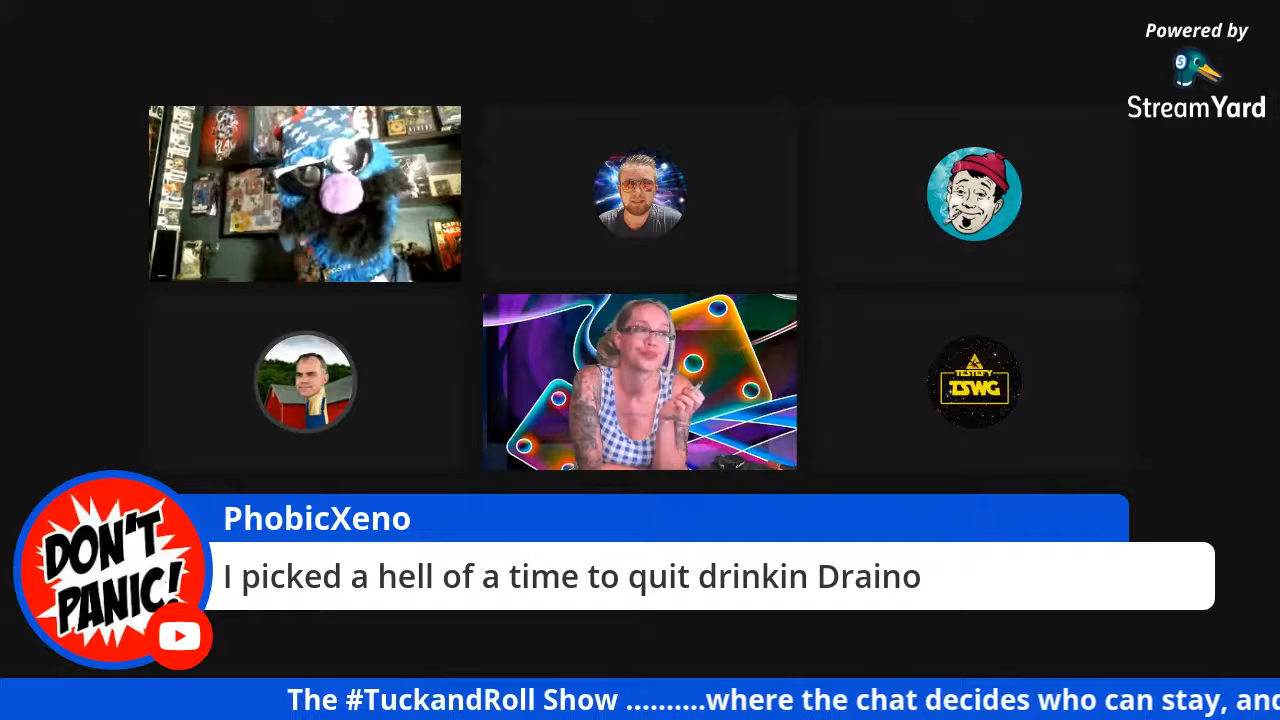 Powered by
StreamYard
TESTEFY
TSWG
DON'T
PANIC!
PhobicXeno
I picked a hell of a time to quit drinkin Draino
The #TuckandRoll Show ..........where the chat decides who can stay, and